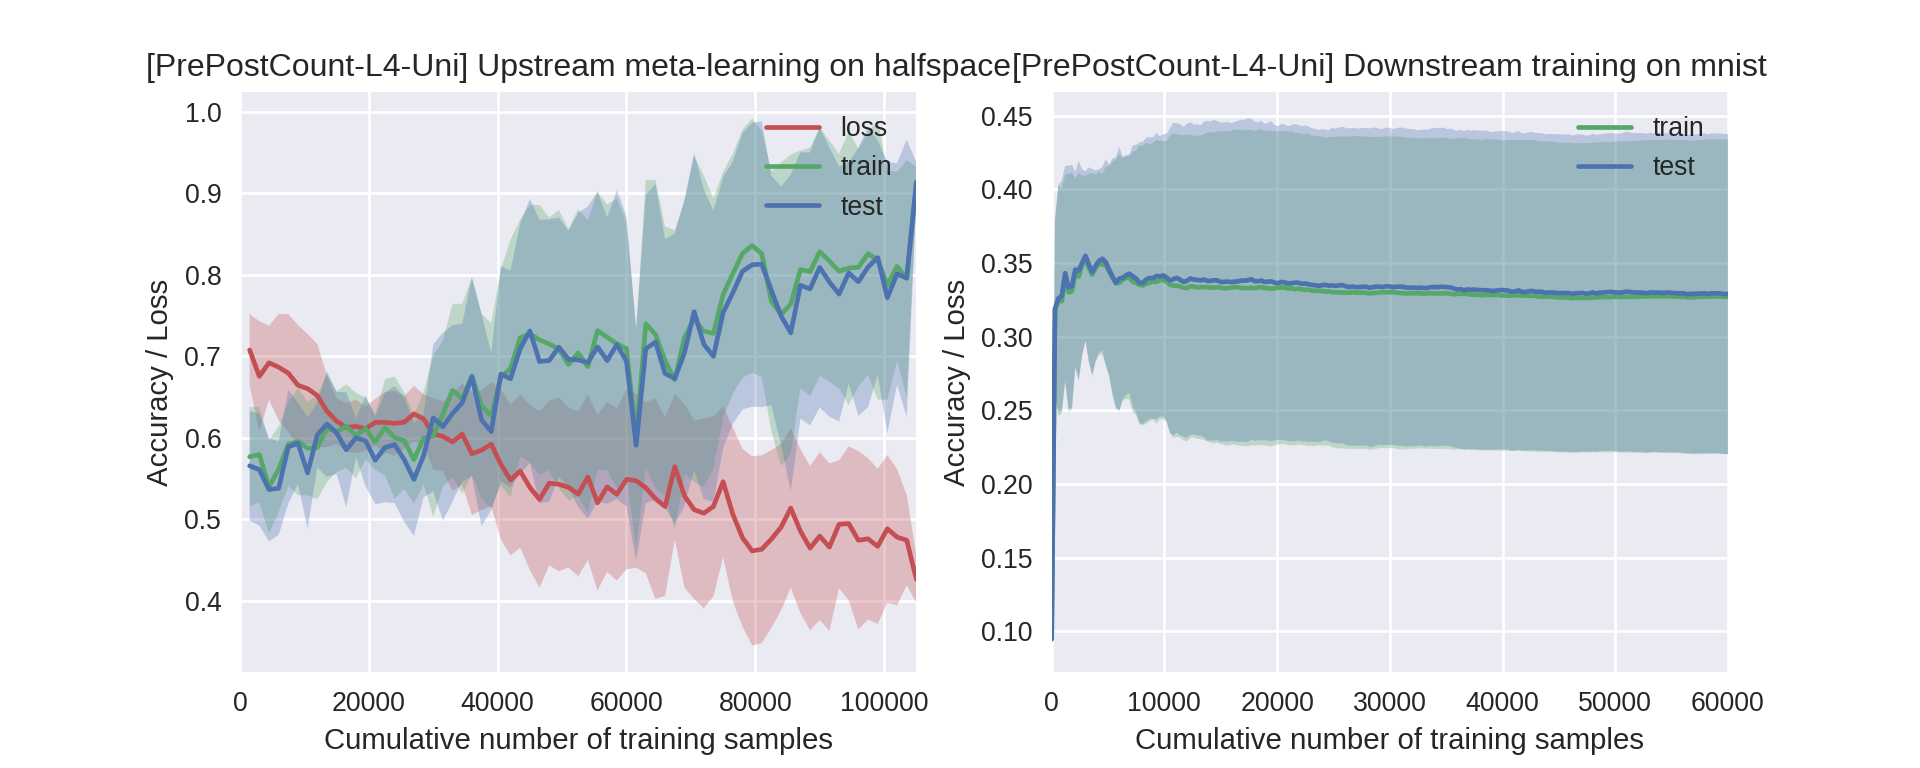 [PrePostCount-L4-Uni] Upstream meta-learning on halfspace
1.0
0.9
0.8
0.7
0.6
0.5
0.4
Accuracy / Loss
loss
train
test
0 20000 40000 60000 80000 100000
Cumulative number of training samples
[PrePostCount-L4-Uni] Downstream training on mnist
0.45
0.40
0.35
0.30
0.25
0.20
0.15
0.10
Accuracy / Loss
train
test
0 10000 20000 30000 40000 50000 60000
Cumulative number of training samples